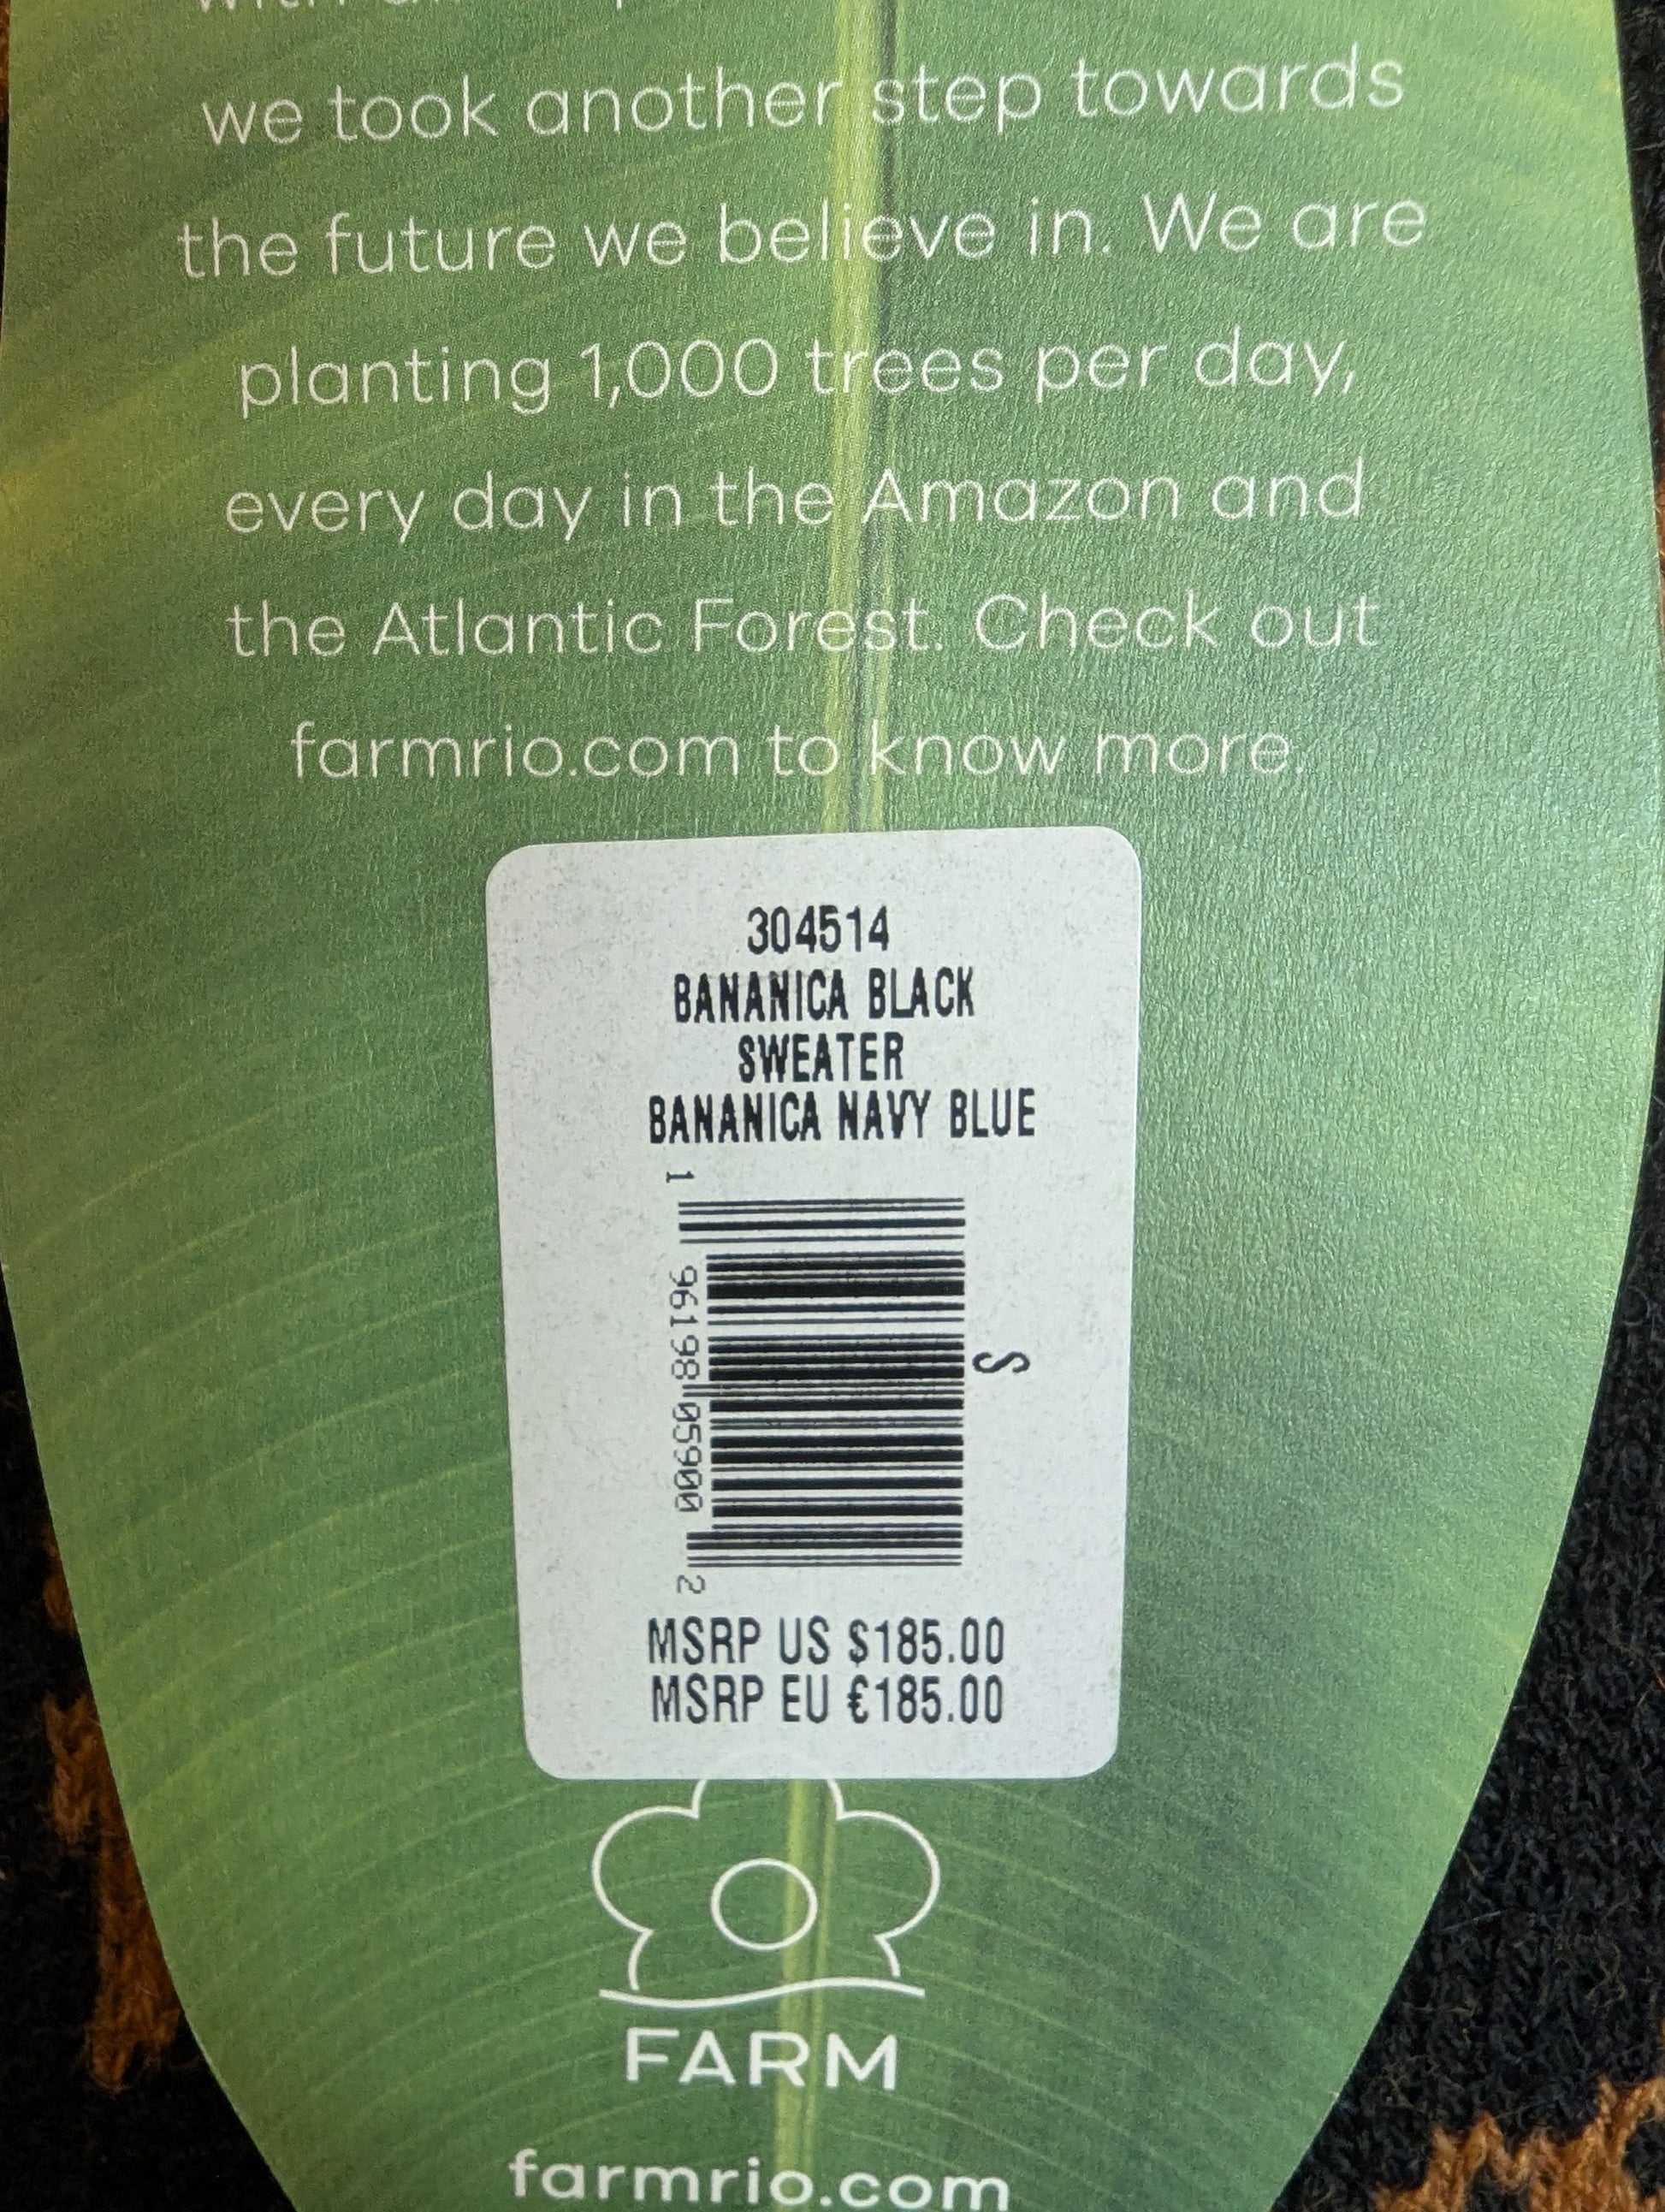 we took another step towards
the future we believe in. We are
planting 1,000 trees per day,
every day in the Amazon and
the Atlantic Forest. Check out
farmrio.com to know more.
304514
BANANICA BLACK
SWEATER
BANANICA NAVY BLUE
1 96198 05900 2
S
MSRP US $185.00
MSRP EU €185.00
FARM
farmrio.com